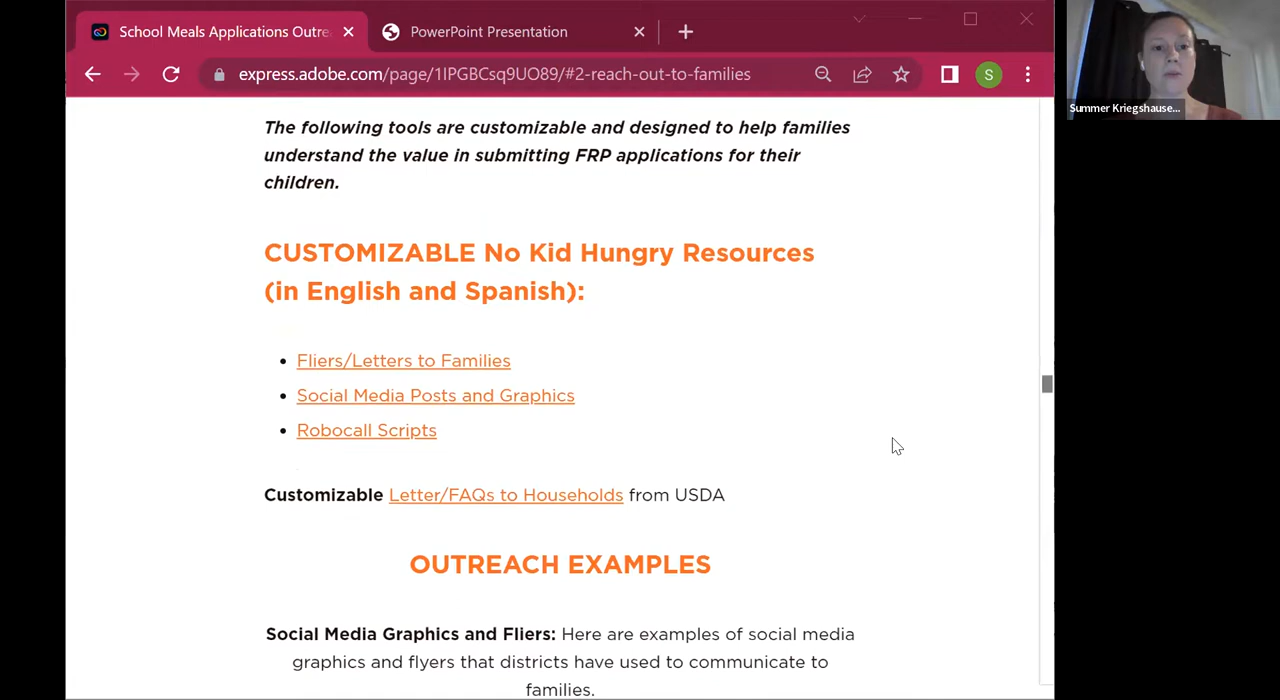 School Meals Applications Outre
PowerPoint Presentation
express.adobe.com/page/1IPGBCsq9UO89/#2-reach-out-to-families
S
Summer Kriegshause...
The following tools are customizable and designed to help families
understand the value in submitting FRP applications for their
children.
CUSTOMIZABLE No Kid Hungry Resources
(in English and Spanish):
• Fliers/Letters to Families
• Social Media Posts and Graphics
• Robocall Scripts
Customizable Letter/FAQs to Households from USDA
OUTREACH EXAMPLES
Social Media Graphics and Fliers: Here are examples of social media
graphics and flyers that districts have used to communicate to
families.